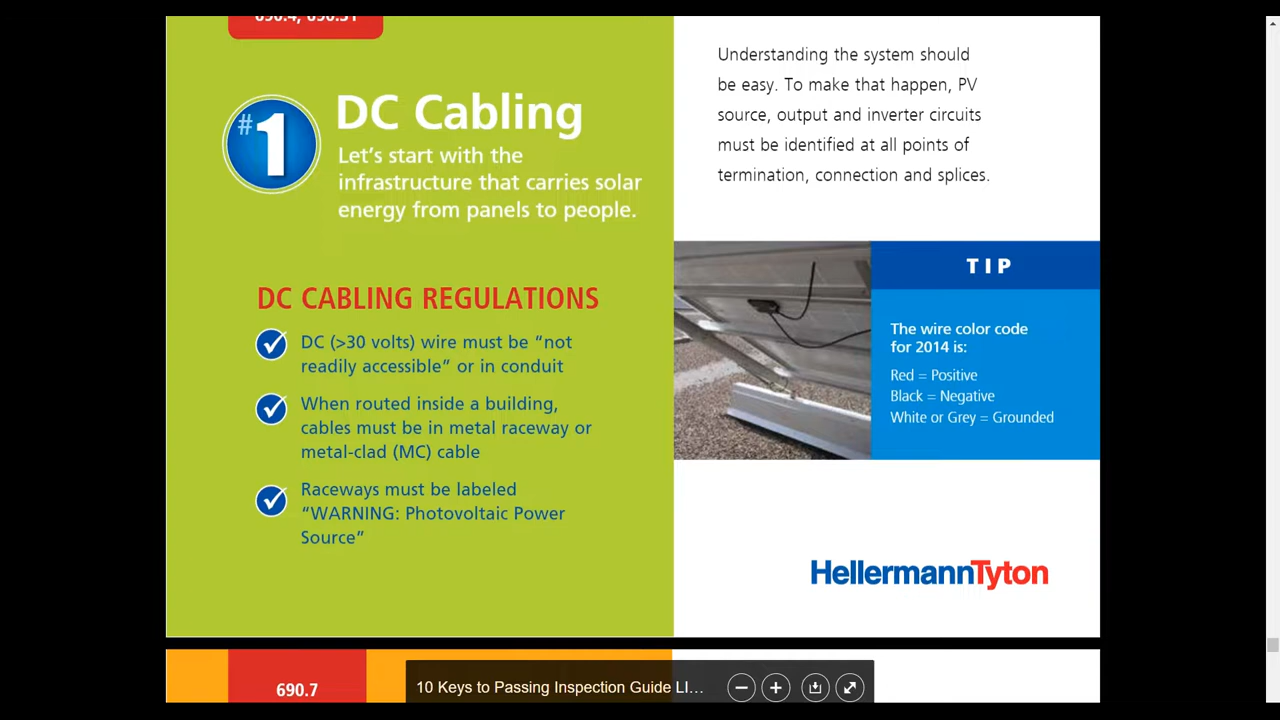 690.4, 690.31
#1
DC Cabling
Let's start with the
infrastructure that carries solar
energy from panels to people.
DC CABLING REGULATIONS
DC (>30 volts) wire must be “not
readily accessible” or in conduit
When routed inside a building,
cables must be in metal raceway or
metal-clad (MC) cable
Raceways must be labeled
“WARNING: Photovoltaic Power
Source”
Understanding the system should
be easy. To make that happen, PV
source, output and inverter circuits
must be identified at all points of
termination, connection and splices.
TIP
The wire color code
for 2014 is:
Red = Positive
Black = Negative
White or Grey = Grounded
HellermannTyton
690.7
10 Keys to Passing Inspection Guide LI...